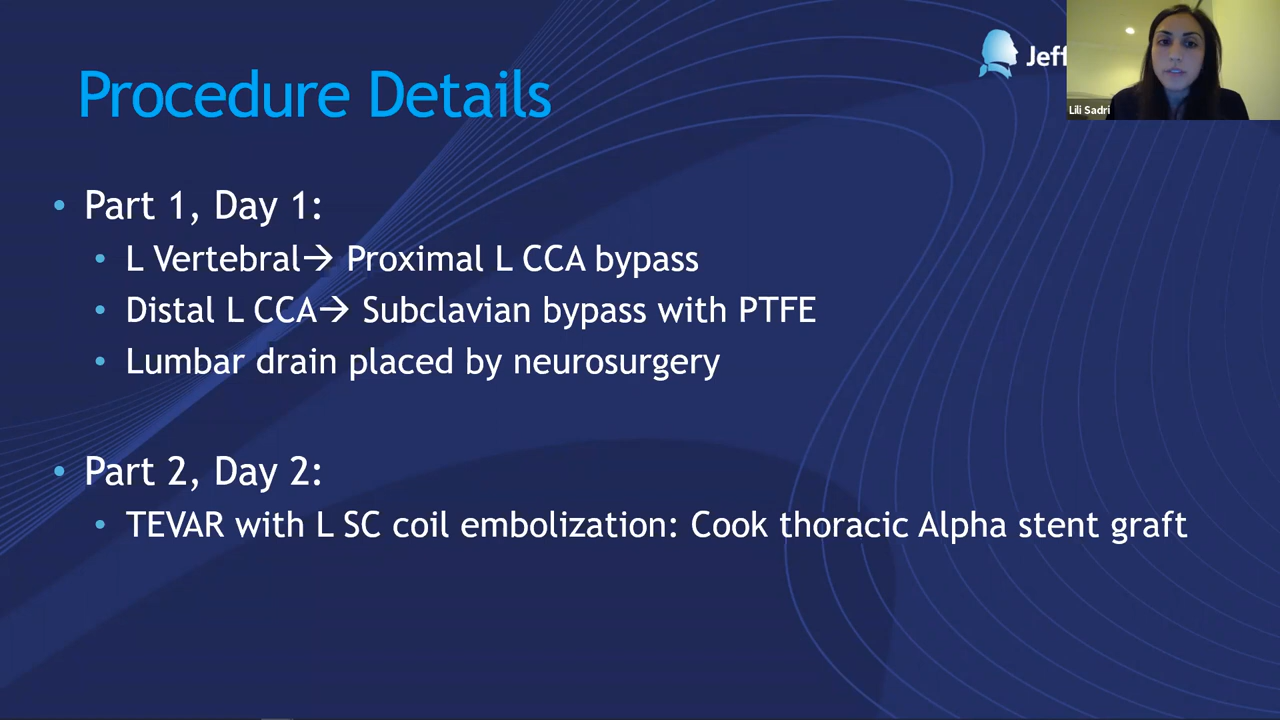 Jeff
Lili Sadri
Procedure Details
• Part 1, Day 1:
• L Vertebral→ Proximal L CCA bypass
• Distal L CCA→ Subclavian bypass with PTFE
• Lumbar drain placed by neurosurgery
• Part 2, Day 2:
• TEVAR with L SC coil embolization: Cook thoracic Alpha stent graft